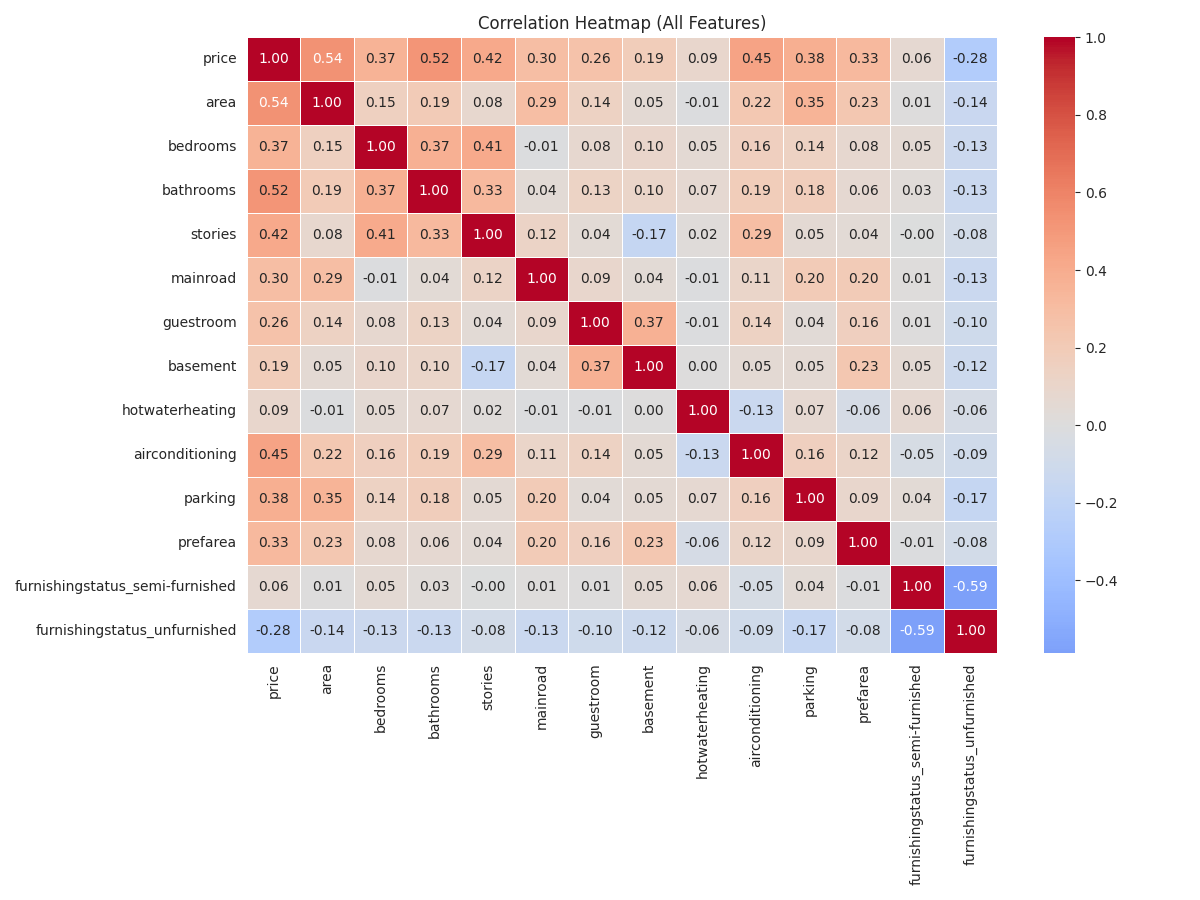 Correlation Heatmap (All Features)
price 1.00 0.54 0.37 0.52 0.42 0.30 0.26 0.19 0.09 0.45 0.38 0.33 0.06 -0.28
area 0.54 1.00 0.15 0.19 0.08 0.29 0.14 0.05 -0.01 0.22 0.35 0.23 0.01 -0.14
bedrooms 0.37 0.15 1.00 0.37 0.41 -0.01 0.08 0.10 0.05 0.16 0.14 0.08 0.05 -0.13
bathrooms 0.52 0.19 0.37 1.00 0.33 0.04 0.13 0.10 0.07 0.19 0.18 0.06 0.03 -0.13
stories 0.42 0.08 0.41 0.33 1.00 0.12 0.04 -0.17 0.02 0.29 0.05 0.04 -0.00 -0.08
mainroad 0.30 0.29 -0.01 0.04 0.12 1.00 0.09 0.04 -0.01 0.11 0.20 0.20 0.01 -0.13
guestroom 0.26 0.14 0.08 0.13 0.04 0.09 1.00 0.37 -0.01 0.14 0.04 0.16 0.01 -0.10
basement 0.19 0.05 0.10 0.10 -0.17 0.04 0.37 1.00 0.00 0.05 0.05 0.23 0.05 -0.12
hotwaterheating 0.09 -0.01 0.05 0.07 0.02 -0.01 -0.01 0.00 1.00 -0.13 0.07 -0.06 0.06 -0.06
airconditioning 0.45 0.22 0.16 0.19 0.29 0.11 0.14 0.05 -0.13 1.00 0.16 0.12 -0.05 -0.09
parking 0.38 0.35 0.14 0.18 0.05 0.20 0.04 0.05 0.07 0.16 1.00 0.09 0.04 -0.17
prefarea 0.33 0.23 0.08 0.06 0.04 0.20 0.16 0.23 -0.06 0.12 0.09 1.00 -0.01 -0.08
furnishingstatus_semi-furnished 0.06 0.01 0.05 0.03 -0.00 0.01 0.01 0.05 0.06 -0.05 0.04 -0.01 1.00 -0.59
furnishingstatus_unfurnished -0.28 -0.14 -0.13 -0.13 -0.08 -0.13 -0.10 -0.12 -0.06 -0.09 -0.17 -0.08 -0.59 1.00
price
area
bedrooms
bathrooms
stories
mainroad
guestroom
basement
hotwaterheating
airconditioning
parking
prefarea
furnishingstatus_semi-furnished
furnishingstatus_unfurnished
1.0
0.8
0.6
0.4
0.2
0.0
−0.2
−0.4